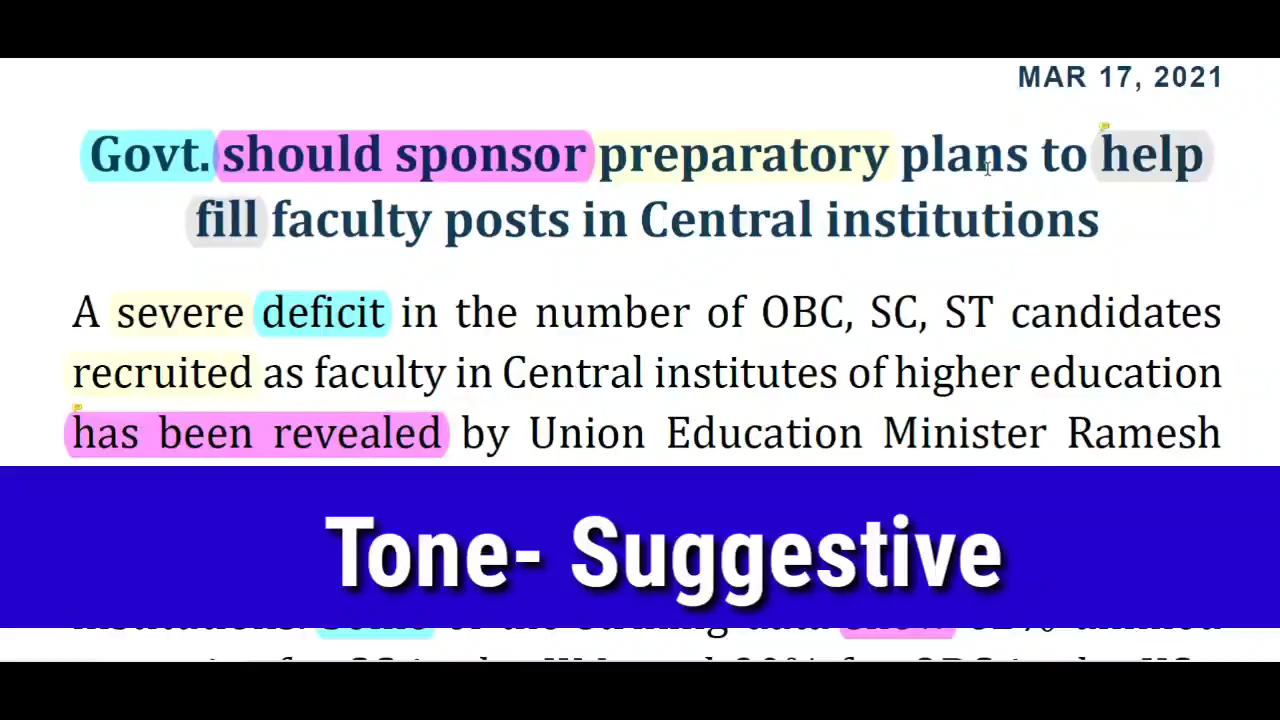 MAR 17, 2021
Govt. should sponsor preparatory plans to help
fill faculty posts in Central institutions
A severe deficit in the number of OBC, SC, ST candidates
recruited as faculty in Central institutes of higher education
has been revealed by Union Education Minister Ramesh
Tone- Suggestive